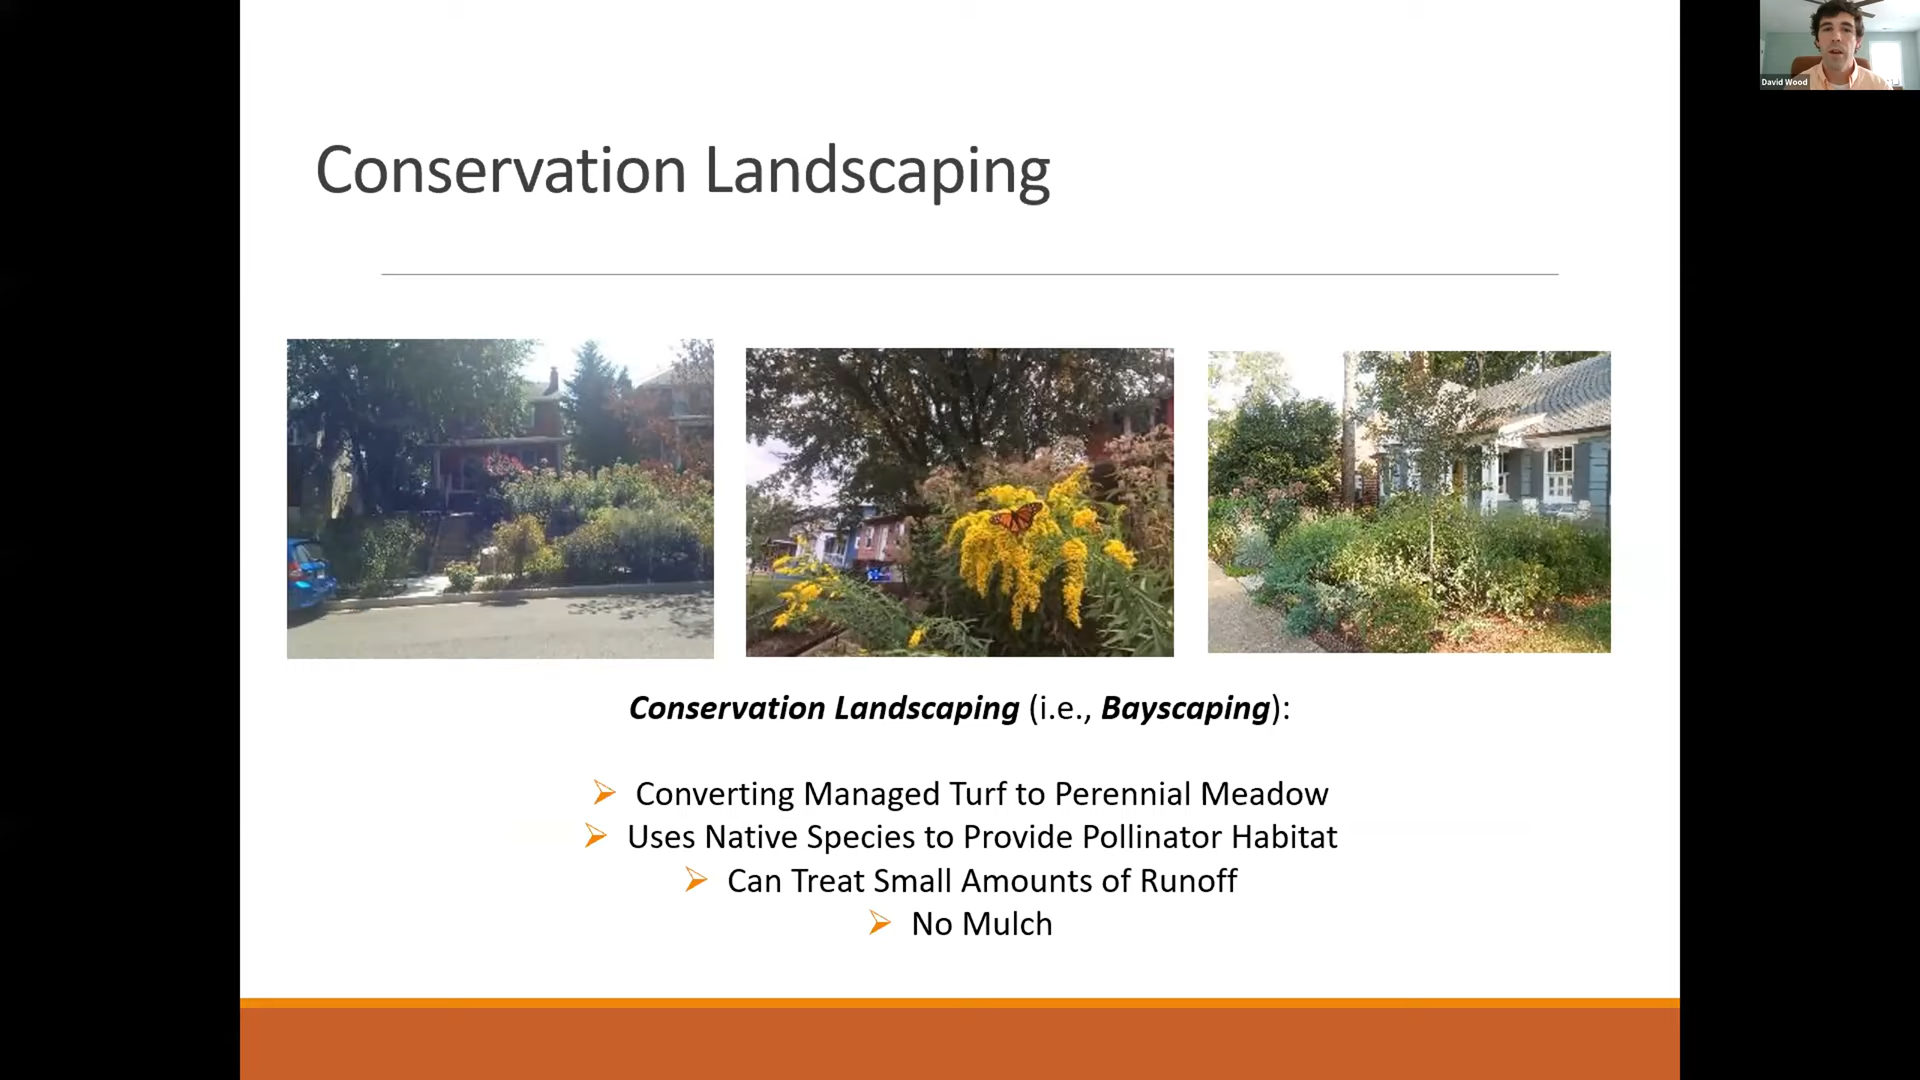 David Wood
Conservation Landscaping
Conservation Landscaping (i.e., Bayscaping):
Converting Managed Turf to Perennial Meadow
Uses Native Species to Provide Pollinator Habitat
Can Treat Small Amounts of Runoff
No Mulch